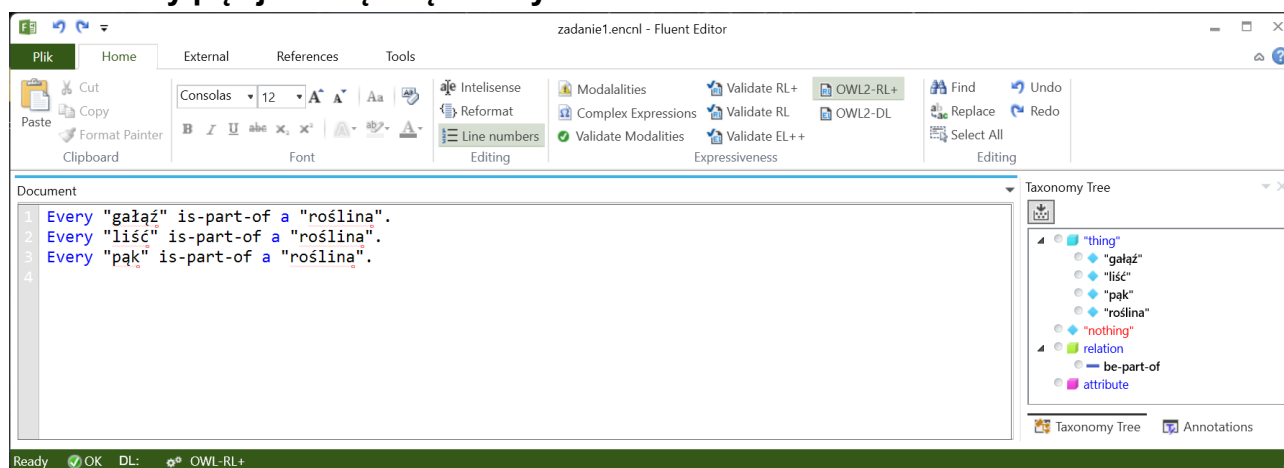 zadanie1.encnl - Fluent Editor
Plik Home External References Tools
Paste
Cut
Copy
Format Painter
Clipboard
Consolas 12
Font
Intelisense
Reformat
Line numbers
Editing
Modalalities
Complex Expressions
Validate Modalities
Validate RL+
Validate RL
Validate EL++
OWL2-RL+
OWL2-DL
Expressiveness
Find
Replace
Select All
Undo
Redo
Editing
Document
1 Every "gałąź" is-part-of a "roślina".
2 Every "liść" is-part-of a "roślina".
3 Every "pąk" is-part-of a "roślina".
4
Taxonomy Tree
"thing"
"gałąź"
"liść"
"pąk"
"roślina"
"nothing"
relation
be-part-of
attribute
Taxonomy Tree Annotations
Ready OK DL: OWL-RL+